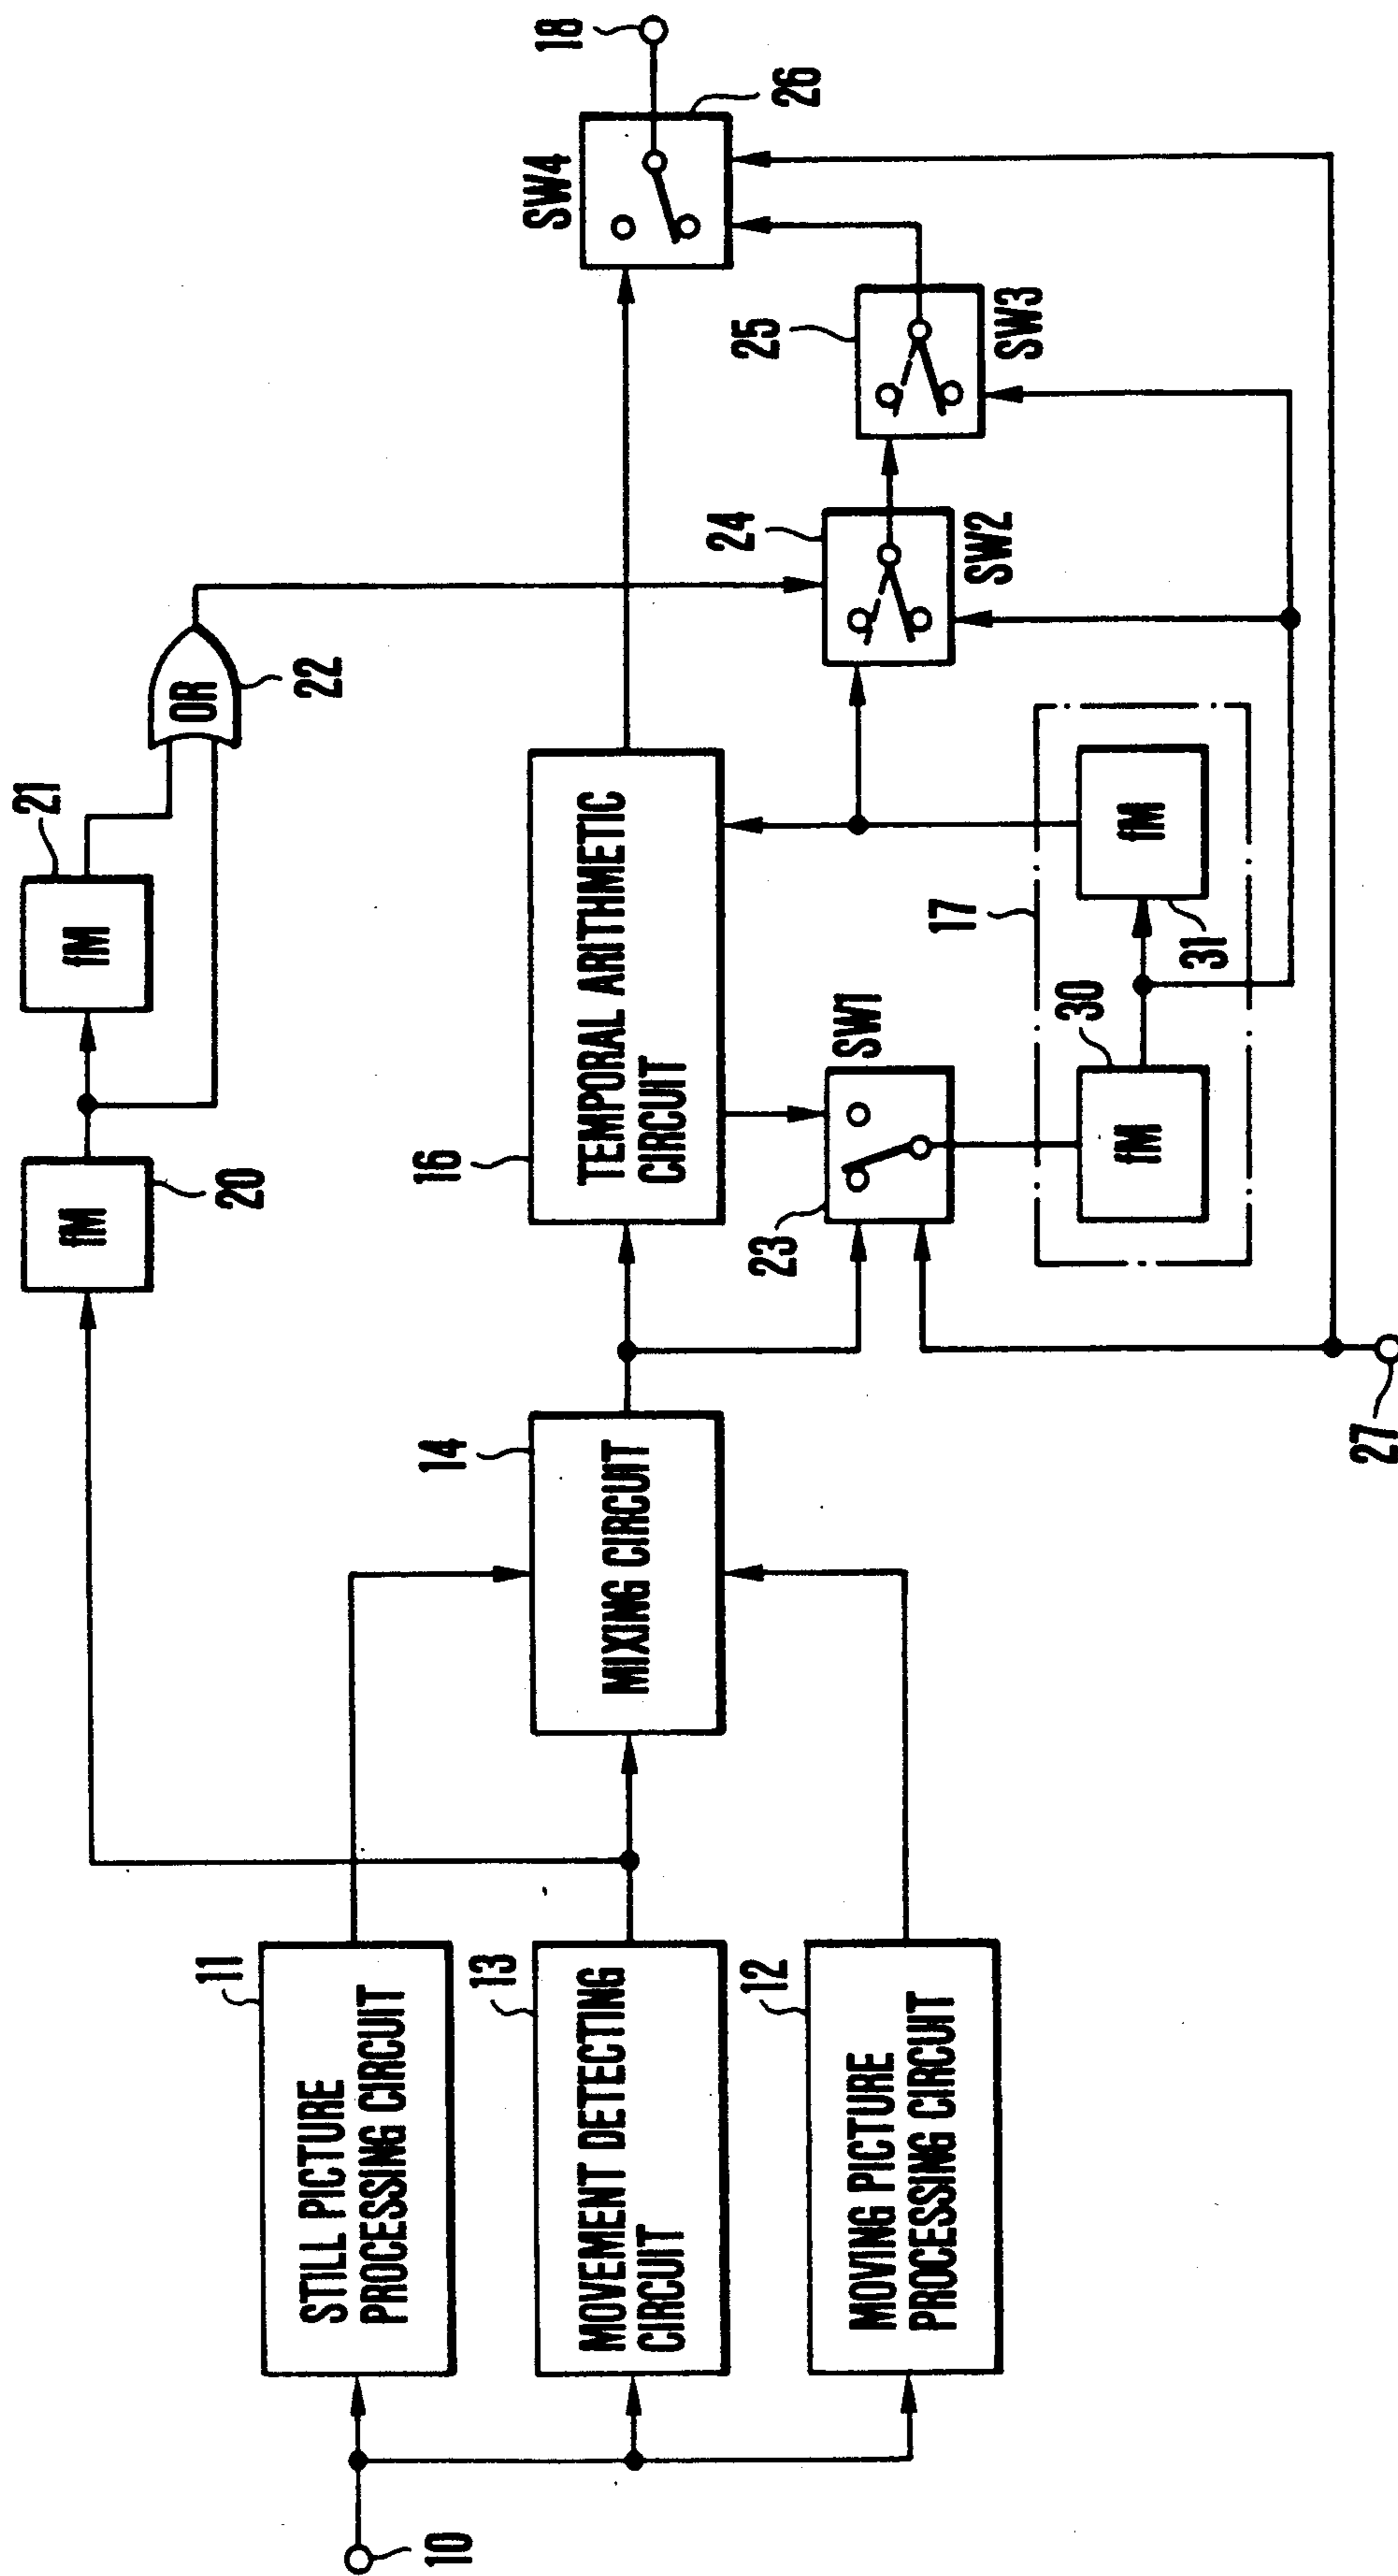 10
11
STILL PICTURE
PROCESSING CIRCUIT
13
MOVEMENT DETECTING
CIRCUIT
12
MOVING PICTURE
PROCESSING CIRCUIT
14
MIXING CIRCUIT
fM
20
fM
21
OR
22
16
TEMPORAL ARITHMETIC
CIRCUIT
23
SW1
17
fM
30
fM
31
27
24
SW2
25
SW3
SW4
26
18